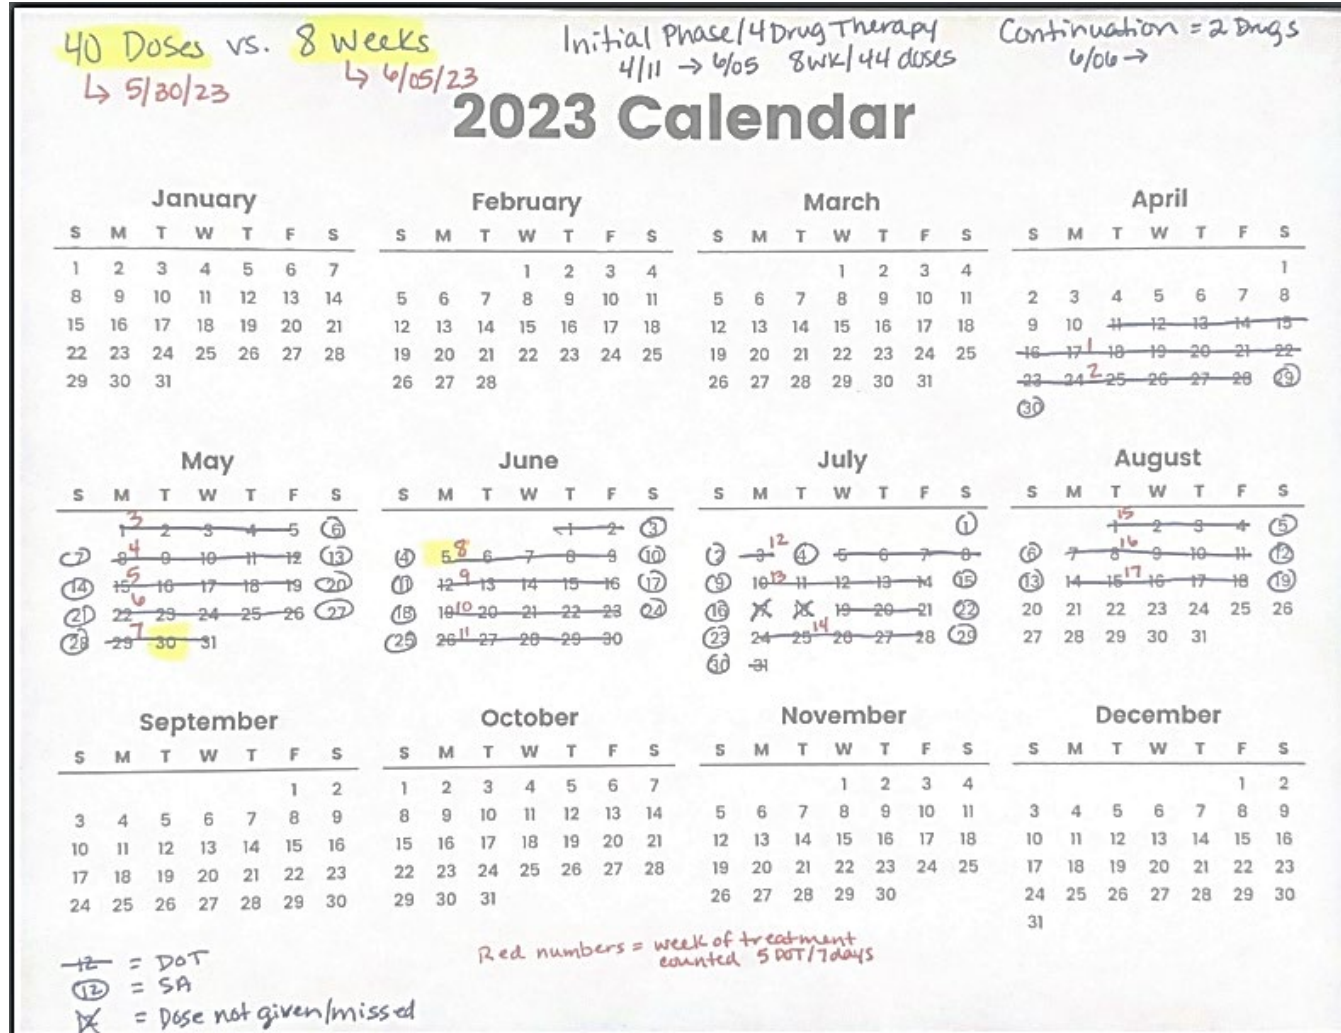 40 Doses vs. 8 Weeks
↳ 5/30/23
↳ 6/05/23
Initial Phase/4 Drug Therapy
4/11 → 6/05 8wk/44 doses
Continuation = 2 Drugs
6/06 →
2023 Calendar
January
S M T W T F S
1 2 3 4 5 6 7
8 9 10 11 12 13 14
15 16 17 18 19 20 21
22 23 24 25 26 27 28
29 30 31
February
S M T W T F S
1 2 3 4
5 6 7 8 9 10 11
12 13 14 15 16 17 18
19 20 21 22 23 24 25
26 27 28
March
S M T W T F S
1 2 3 4
5 6 7 8 9 10 11
12 13 14 15 16 17 18
19 20 21 22 23 24 25
26 27 28 29 30 31
April
S M T W T F S
1
2 3 4 5 6 7 8
9 10 11 12 13 14 15
16 17 1 18 19 20 21 22
23 24 2 25 26 27 28 29
30
May
S M T W T F S
3
1 2 3 4 5 6
7 8 4 9 10 11 12 13
14 15 5 16 17 18 19 20
21 22 6 23 24 25 26 27
28 29 7 30 31
June
S M T W T F S
1 2 3
4 5 8 6 7 8 9 10
11 12 9 13 14 15 16 17
18 19 10 20 21 22 23 24
25 26 11 27 28 29 30
July
S M T W T F S
1
2 3 12 4 5 6 7 8
9 10 13 11 12 13 14 15
16 17 18 19 20 21 22
23 24 25 14 26 27 28 29
30 31
August
S M T W T F S
15
1 2 3 4 5
6 7 8 16 9 10 11 12
13 14 15 17 16 17 18 19
20 21 22 23 24 25 26
27 28 29 30 31
September
S M T W T F S
1 2
3 4 5 6 7 8 9
10 11 12 13 14 15 16
17 18 19 20 21 22 23
24 25 26 27 28 29 30
October
S M T W T F S
1 2 3 4 5 6 7
8 9 10 11 12 13 14
15 16 17 18 19 20 21
22 23 24 25 26 27 28
29 30 31
November
S M T W T F S
1 2 3 4
5 6 7 8 9 10 11
12 13 14 15 16 17 18
19 20 21 22 23 24 25
26 27 28 29 30
December
S M T W T F S
1 2
3 4 5 6 7 8 9
10 11 12 13 14 15 16
17 18 19 20 21 22 23
24 25 26 27 28 29 30
31
Red numbers = week of treatment
counted 5 DOT/7days
12 = DOT
12 = SA
= Dose not given/missed